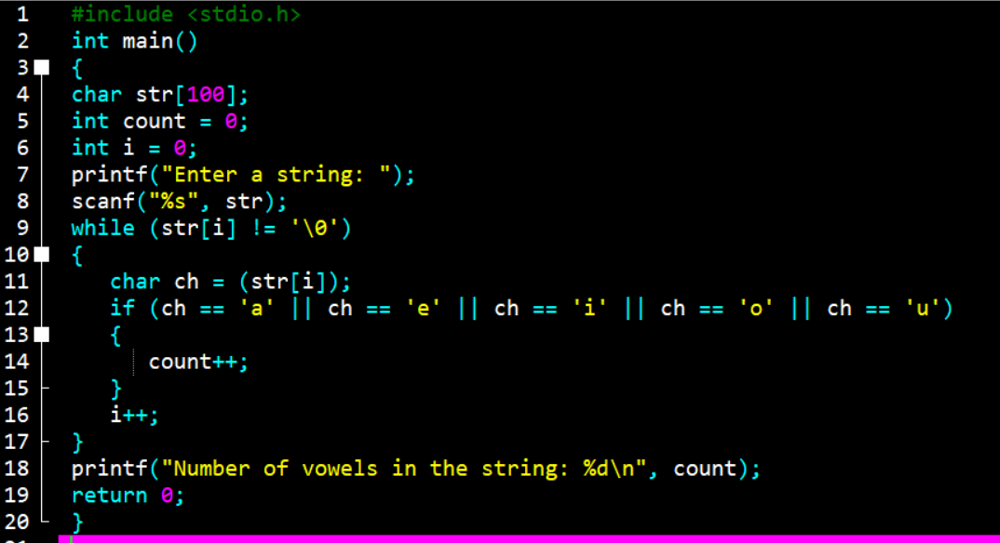 1 #include <stdio.h>
2 int main()
3 {
4 char str[100];
5 int count = 0;
6 int i = 0;
7 printf("Enter a string: ");
8 scanf("%s", str);
9 while (str[i] != '\0')
10 {
11 char ch = (str[i]);
12 if (ch == 'a' || ch == 'e' || ch == 'i' || ch == 'o' || ch == 'u')
13 {
14 count++;
15 }
16 i++;
17 }
18 printf("Number of vowels in the string: %d\n", count);
19 return 0;
20 }